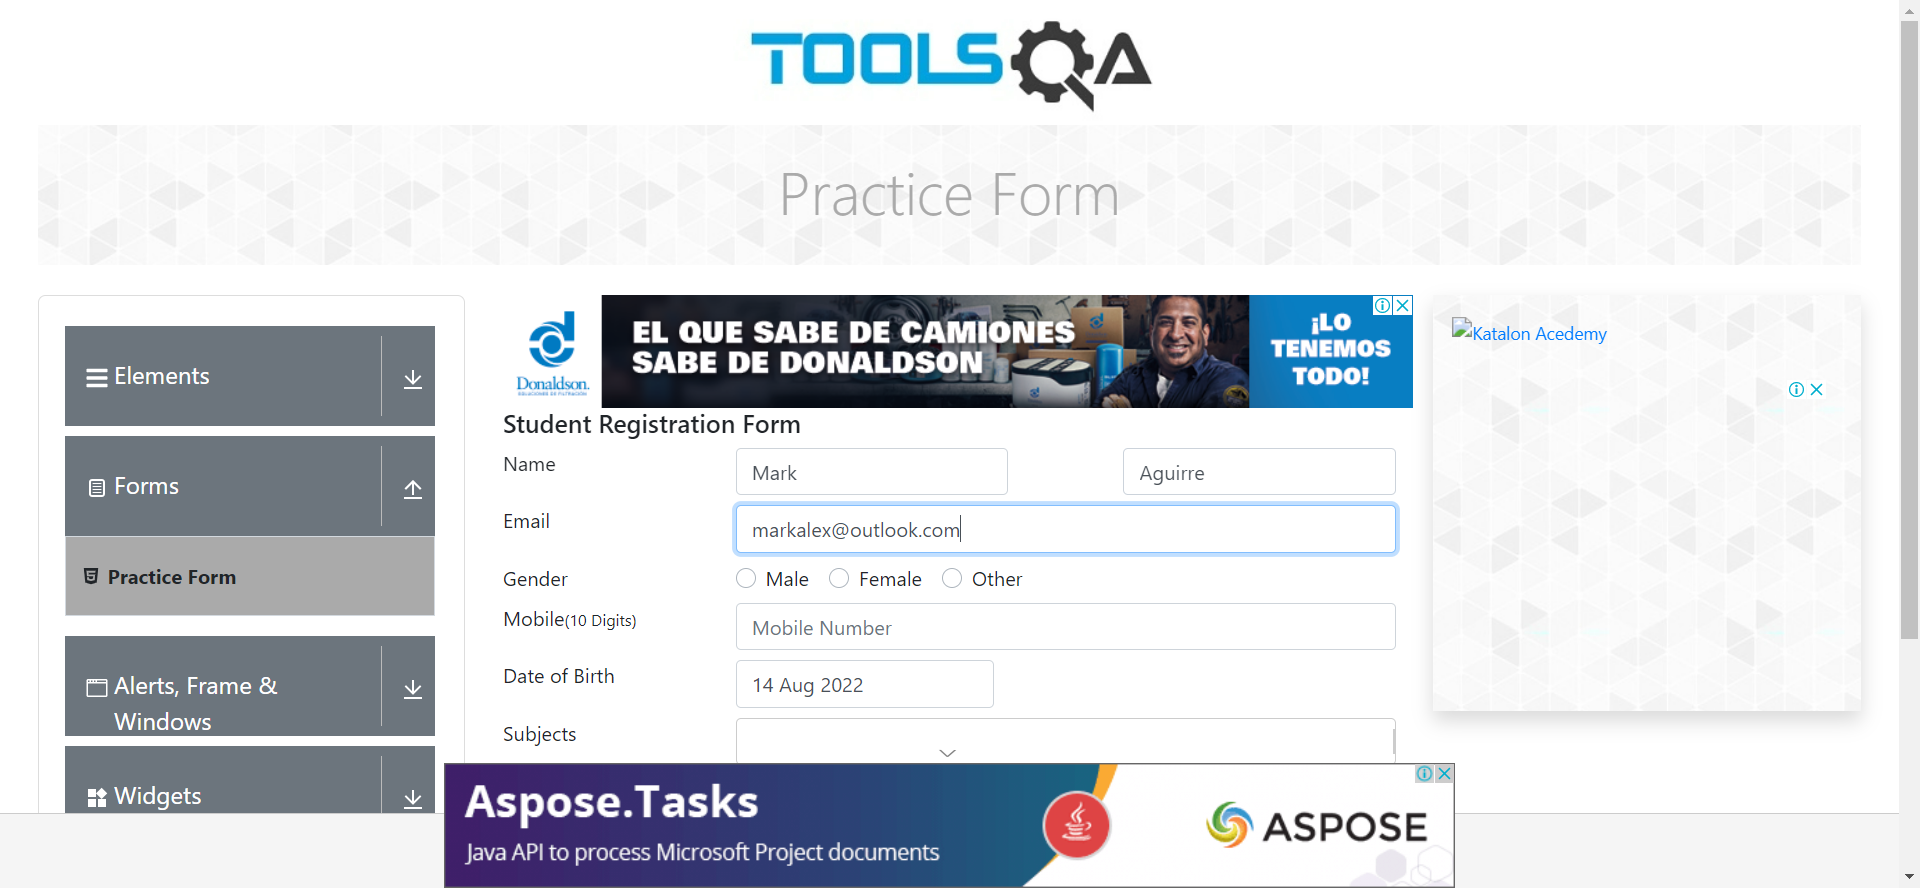 TOOLSQA
Practice Form
Elements
Forms
Practice Form
Alerts, Frame &
Windows
Widgets
Donaldson.
SOLUCIONES DE FILTRACIÓN
EL QUE SABE DE CAMIONES
SABE DE DONALDSON
¡LO
TENEMOS
TODO!
Student Registration Form
Name
Mark
Aguirre
Email
markalex@outlook.com
Gender
Male
Female
Other
Mobile(10 Digits)
Mobile Number
Date of Birth
14 Aug 2022
Subjects
Katalon Acedemy
Aspose.Tasks
Java API to process Microsoft Project documents
ASPOSE